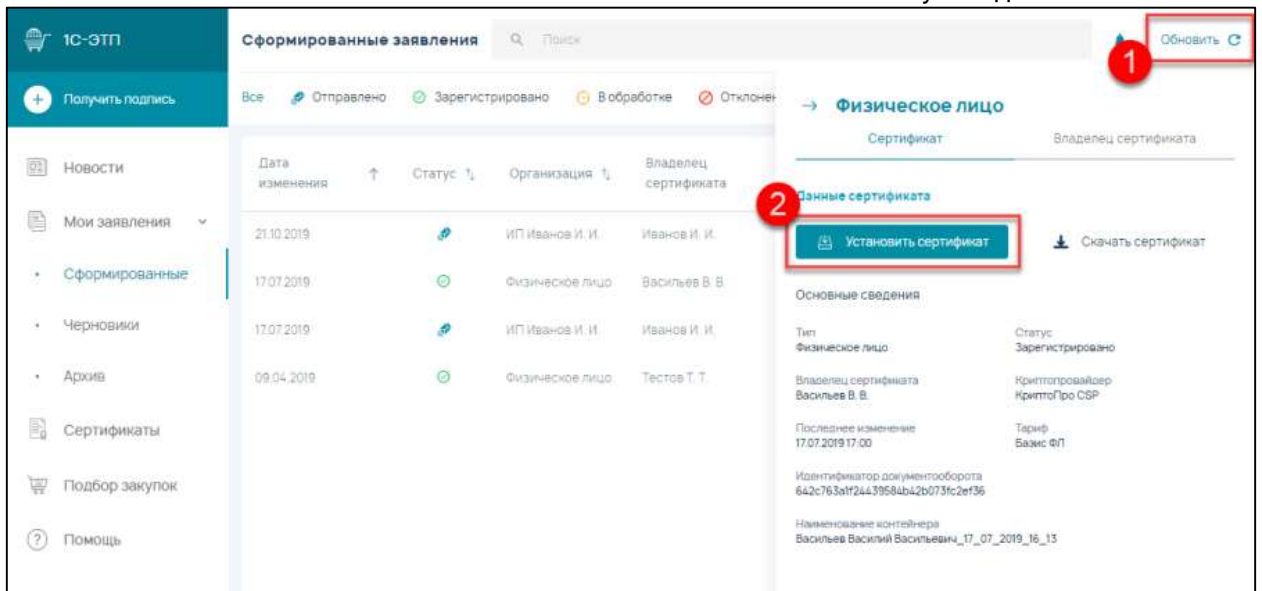 1С-ЭТП
Сформированные заявления
Поиск
Обновить
1
Получить подпись
Все
Отправлено
Зарегистрировано
В обработке
Отклонен
Физическое лицо
Сертификат
Владелец сертификата
Новости
Мои заявления
Сформированные
Черновики
Архив
Сертификаты
Подбор закупок
Помощь
Дата
изменения
Статус
Организация
Владелец
сертификата
21.10.2019
ИП Иванов И. И.
Иванов И. И.
17.07.2019
Физическое лицо
Васильев В. В.
17.07.2019
ИП Иванов И. И.
Иванов И. И.
09.04.2019
Физическое лицо
Тестов Т. Т.
Данные сертификата
2
Установить сертификат
Скачать сертификат
Основные сведения
Тип
Физическое лицо
Статус
Зарегистрировано
Владелец сертификата
Васильев В. В.
Криптопровайдер
КриптоПро CSP
Последнее изменение
17.07.2019 17:00
Тариф
Базис ФЛ
Идентификатор документооборота
642c763a1f24439584b42b073fc2ef36
Наименование контейнера
Васильев Василий Васильевич_17_07_2019_16_13